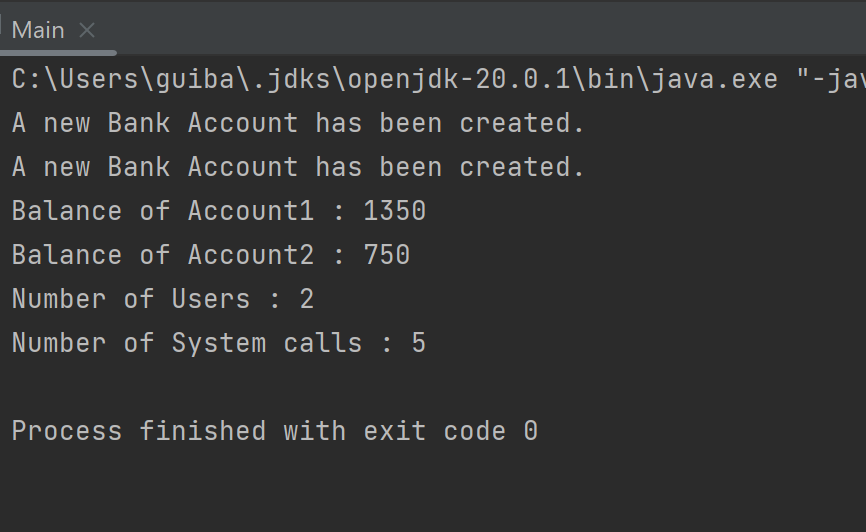 Main
C:\Users\guiba\.jdks\openjdk-20.0.1\bin\java.exe "-jav
A new Bank Account has been created.
A new Bank Account has been created.
Balance of Account1 : 1350
Balance of Account2 : 750
Number of Users : 2
Number of System calls : 5
Process finished with exit code 0